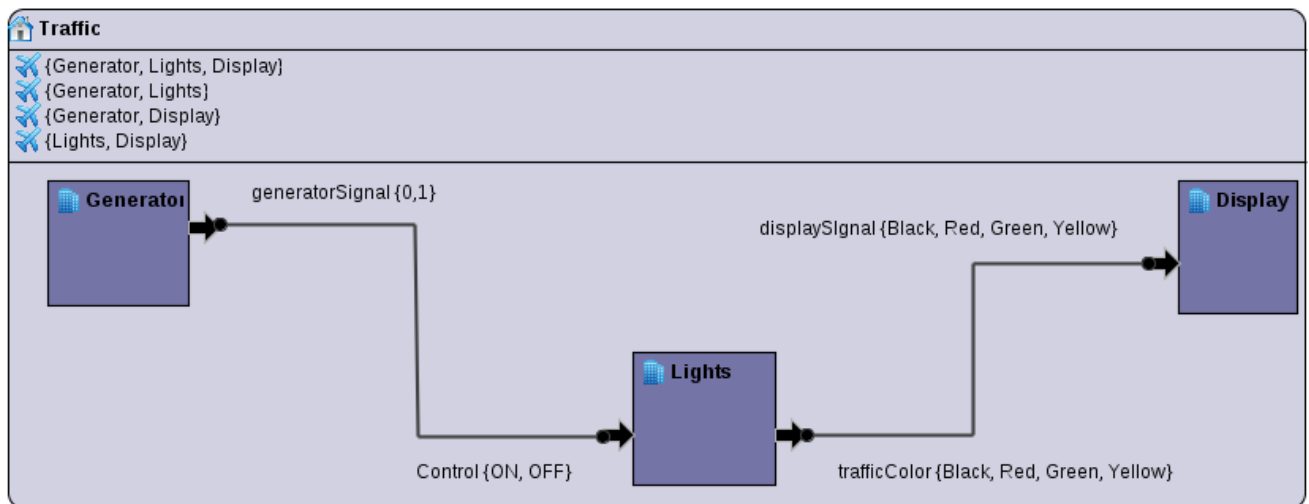 Traffic
{Generator, Lights, Display}
{Generator, Lights}
{Generator, Display}
{Lights, Display}
Generator
generatorSignal {0,1}
Display
displaySIgnal {Black, Red, Green, Yellow}
Lights
Control {ON, OFF}
trafficColor {Black, Red, Green, Yellow}